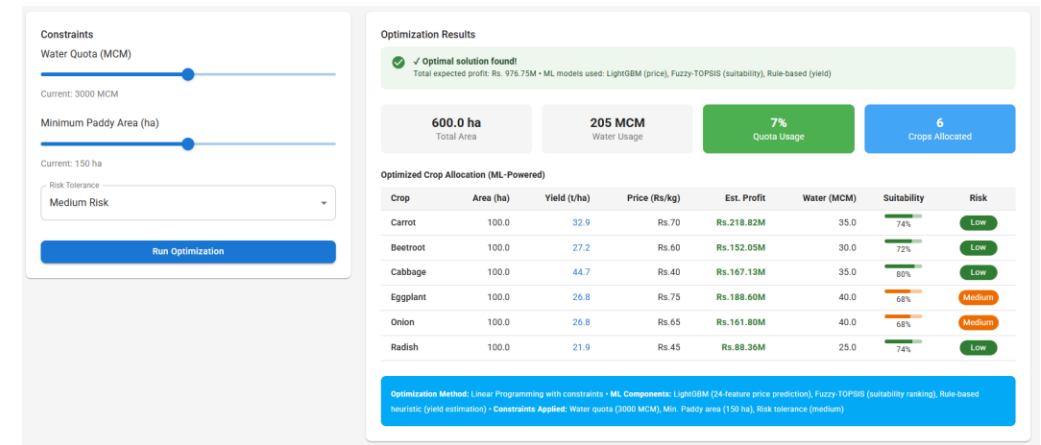 Constraints
Water Quota (MCM)
Current: 3000 MCM
Minimum Paddy Area (ha)
Current: 150 ha
Risk Tolerance
Medium Risk
Run Optimization
Optimization Results
✓ Optimal solution found!
Total expected profit: Rs. 976.75M • ML models used: LightGBM (price), Fuzzy-TOPSIS (suitability), Rule-based (yield)
600.0 ha
Total Area
205 MCM
Water Usage
7%
Quota Usage
6
Crops Allocated
Optimized Crop Allocation (ML-Powered)
Crop Area (ha) Yield (t/ha) Price (Rs/kg) Est. Profit Water (MCM) Suitability Risk
Carrot 100.0 32.9 Rs.70 Rs.218.82M 35.0 74% Low
Beetroot 100.0 27.2 Rs.60 Rs.152.05M 30.0 72% Low
Cabbage 100.0 44.7 Rs.40 Rs.167.13M 35.0 80% Low
Eggplant 100.0 26.8 Rs.75 Rs.188.60M 40.0 68% Medium
Onion 100.0 26.8 Rs.65 Rs.161.80M 40.0 68% Medium
Radish 100.0 21.9 Rs.45 Rs.88.36M 25.0 74% Low
Optimization Method: Linear Programming with constraints • ML Components: LightGBM (24-feature price prediction), Fuzzy-TOPSIS (suitability ranking), Rule-based
heuristic (yield estimation) • Constraints Applied: Water quota (3000 MCM), Min. Paddy area (150 ha), Risk tolerance (medium)